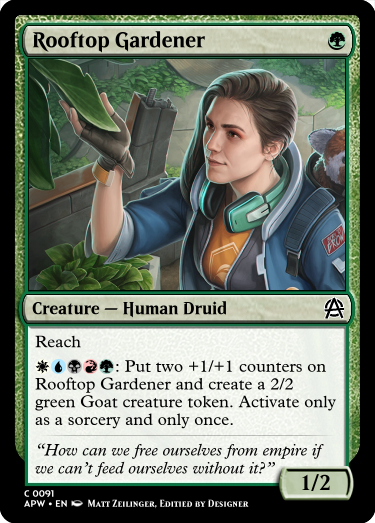 Rooftop Gardener
Creature — Human Druid
Reach
: Put two +1/+1 counters on
Rooftop Gardener and create a 2/2
green Goat creature token. Activate only
as a sorcery and only once.
“How can we free ourselves from empire if
we can’t feed ourselves without it?”
1/2
C 0091
APW • EN Matt Zeilinger, Editied by Designer